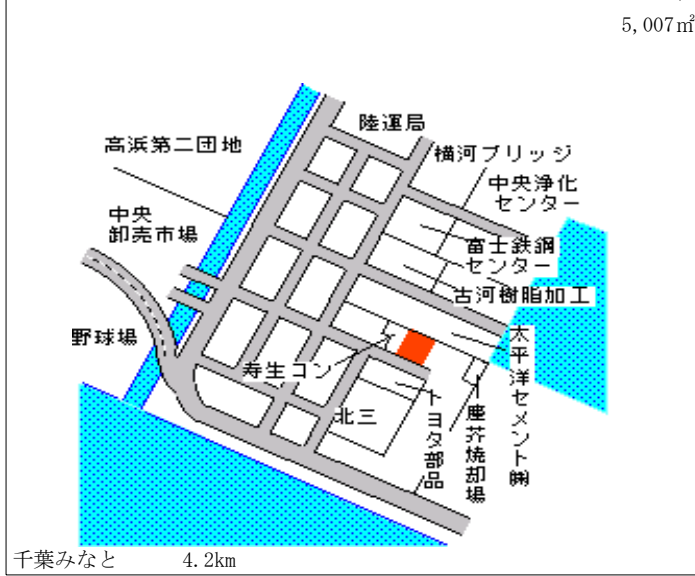 5,007㎡
陸運局
高浜第二団地
横河ブリッジ
中央浄化
センター
中央
卸売市場
富士鉄鋼
センター
古河樹脂加工
野球場
太平洋セメント㈱
寿生コン
北三
トヨタ部品
塵芥焼却場
千葉みなと 4.2km